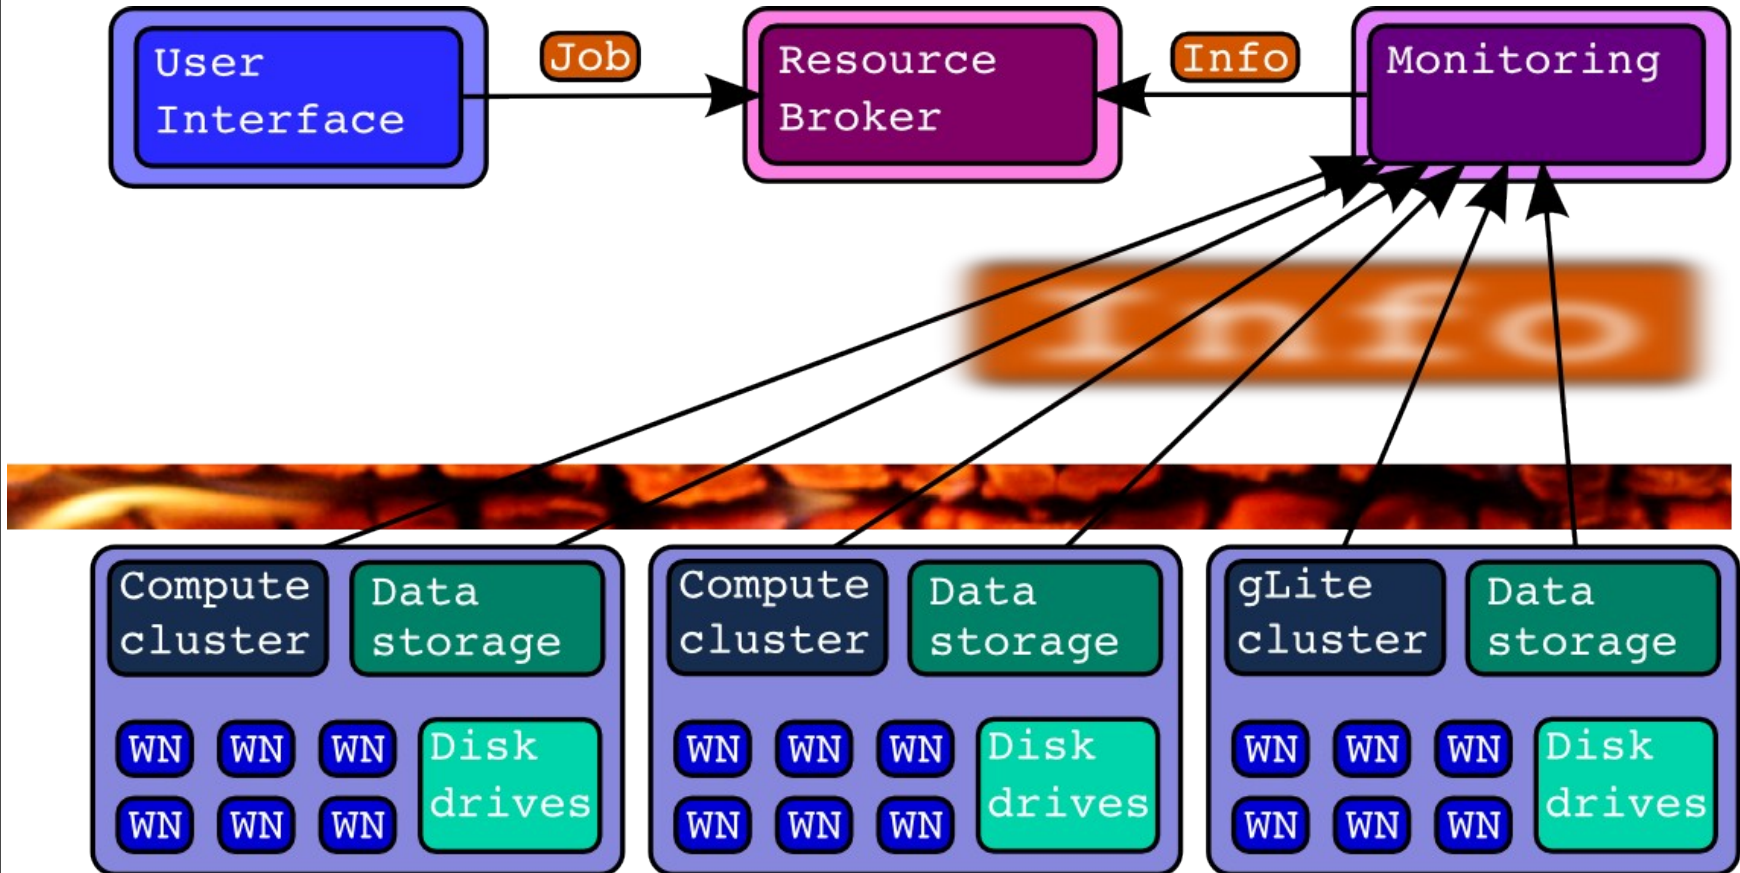 User
Interface
Job
Resource
Broker
Info
Monitoring
Info
Compute
cluster
Data
storage
WN WN WN
WN WN WN
Disk
drives
Compute
cluster
Data
storage
WN WN WN
WN WN WN
Disk
drives
gLite
cluster
Data
storage
WN WN WN
WN WN WN
Disk
drives